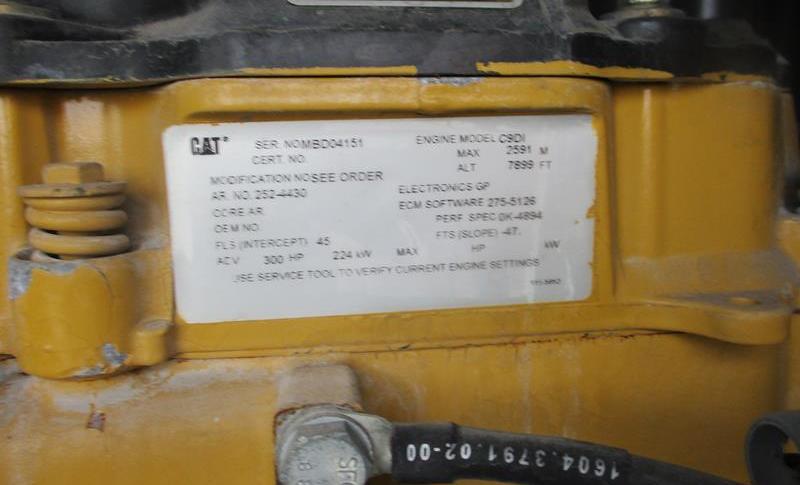 CAT® SER. NO MBD04151 ENGINE MODEL C9DI
CERT. NO. MAX 2591 M
ALT 7899 FT
MODIFICATION NO SEE ORDER
AR. NO. 252-4430 ELECTRONICS GP
CORE AR. ECM SOFTWARE 275-5126
OEM NO. PERF SPEC 0K-4894
FLS (INTERCEPT) 45 FTS (SLOPE) -47.
ADV 300 HP 224 kW MAX HP kW
USE SERVICE TOOL TO VERIFY CURRENT ENGINE SETTINGS
1604.3791.02-00